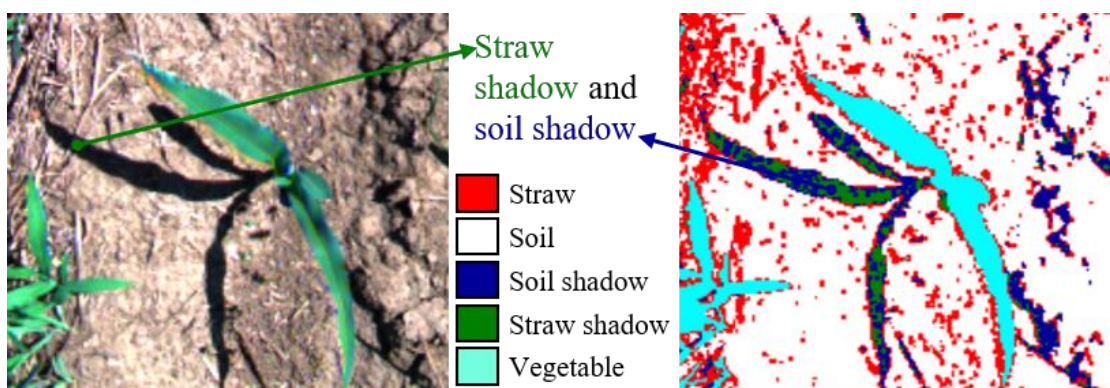 Straw
shadow and
soil shadow
Straw
Soil
Soil shadow
Straw shadow
Vegetable